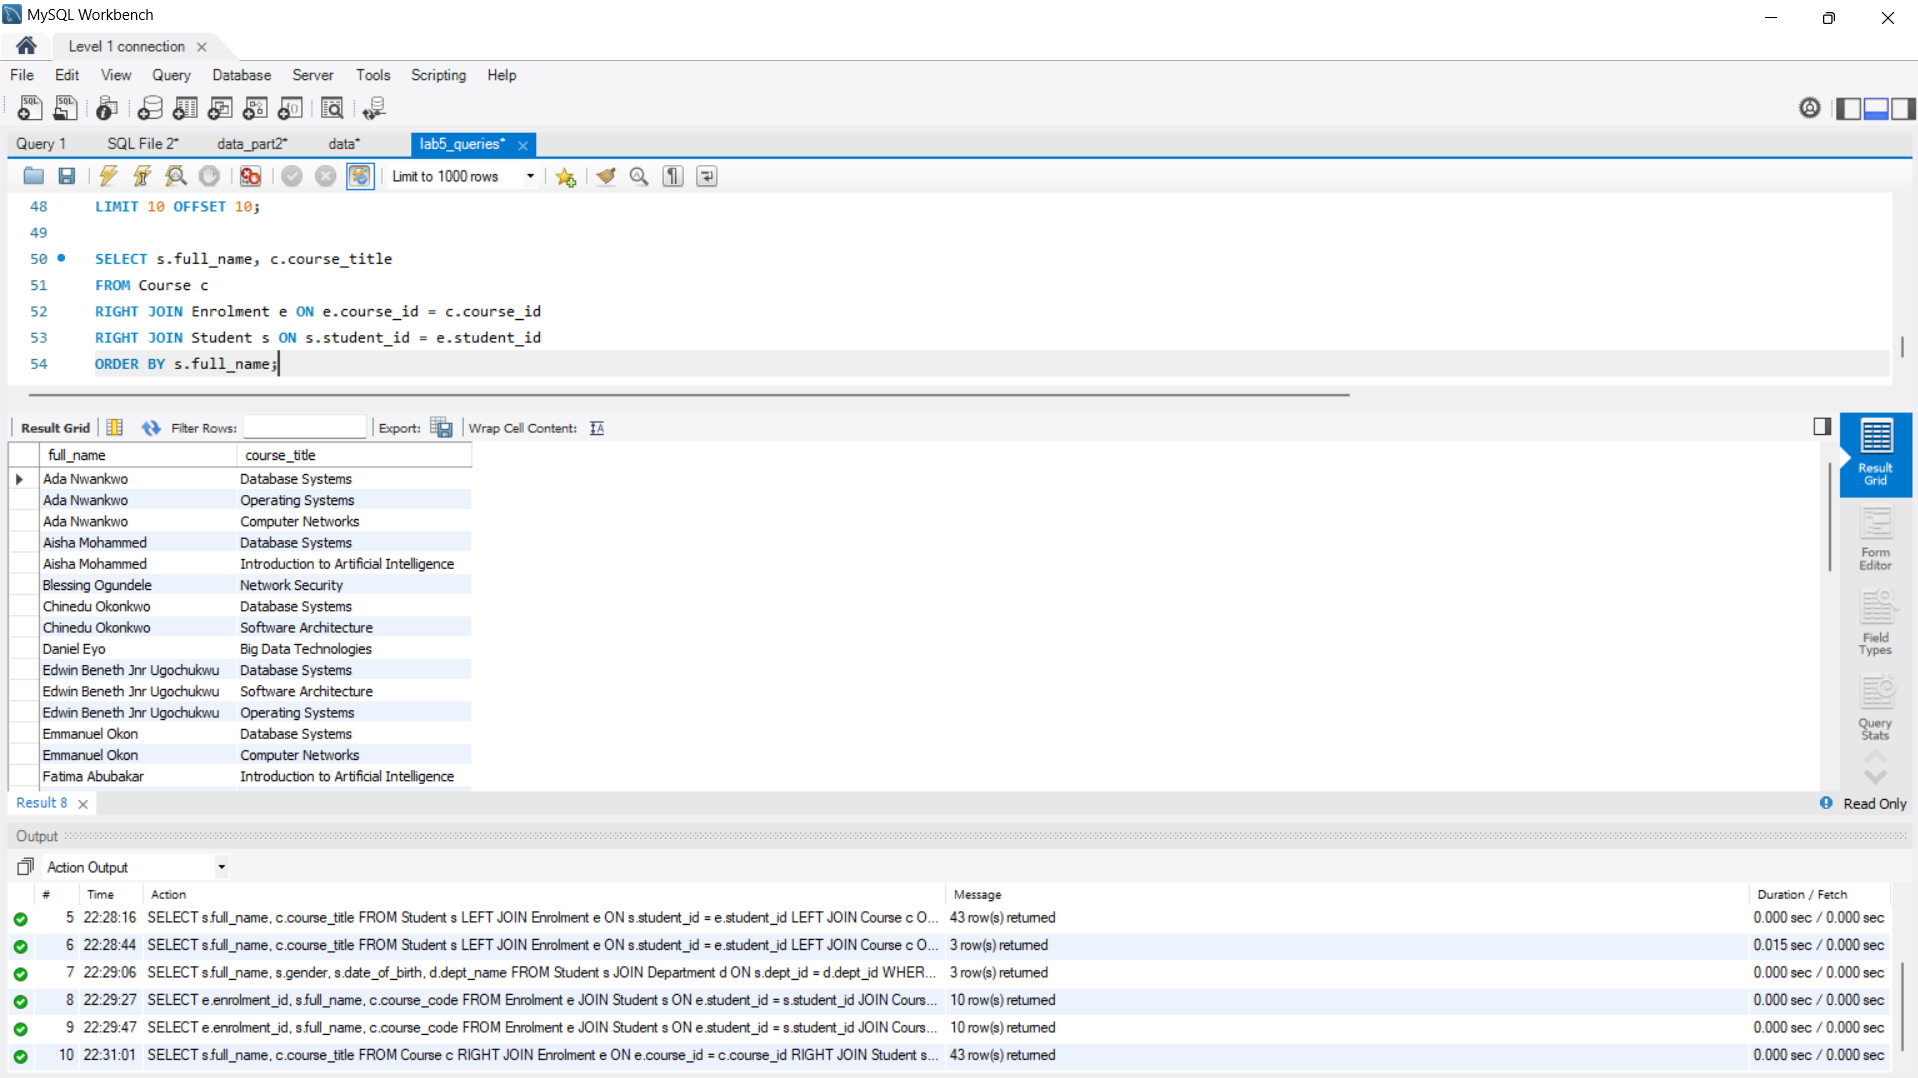 MySQL Workbench
Level 1 connection
File Edit View Query Database Server Tools Scripting Help
Query 1 SQL File 2* data_part2* data* lab5_queries*
Limit to 1000 rows
48 LIMIT 10 OFFSET 10;
49
50 SELECT s.full_name, c.course_title
51 FROM Course c
52 RIGHT JOIN Enrolment e ON e.course_id = c.course_id
53 RIGHT JOIN Student s ON s.student_id = e.student_id
54 ORDER BY s.full_name;
Result Grid Filter Rows: Export: Wrap Cell Content:
full_name course_title
Ada Nwankwo Database Systems
Ada Nwankwo Operating Systems
Ada Nwankwo Computer Networks
Aisha Mohammed Database Systems
Aisha Mohammed Introduction to Artificial Intelligence
Blessing Ogundele Network Security
Chinedu Okonkwo Database Systems
Chinedu Okonkwo Software Architecture
Daniel Eyo Big Data Technologies
Edwin Beneth Jnr Ugochukwu Database Systems
Edwin Beneth Jnr Ugochukwu Software Architecture
Edwin Beneth Jnr Ugochukwu Operating Systems
Emmanuel Okon Database Systems
Emmanuel Okon Computer Networks
Fatima Abubakar Introduction to Artificial Intelligence
Result Grid
Form Editor
Field Types
Query Stats
Result 8 Read Only
Output
Action Output
# Time Action Message Duration / Fetch
5 22:28:16 SELECT s.full_name, c.course_title FROM Student s LEFT JOIN Enrolment e ON s.student_id = e.student_id LEFT JOIN Course c O... 43 row(s) returned 0.000 sec / 0.000 sec
6 22:28:44 SELECT s.full_name, c.course_title FROM Student s LEFT JOIN Enrolment e ON s.student_id = e.student_id LEFT JOIN Course c O... 3 row(s) returned 0.015 sec / 0.000 sec
7 22:29:06 SELECT s.full_name, s.gender, s.date_of_birth, d.dept_name FROM Student s JOIN Department d ON s.dept_id = d.dept_id WHER... 3 row(s) returned 0.000 sec / 0.000 sec
8 22:29:27 SELECT e.enrolment_id, s.full_name, c.course_code FROM Enrolment e JOIN Student s ON e.student_id = s.student_id JOIN Cours... 10 row(s) returned 0.000 sec / 0.000 sec
9 22:29:47 SELECT e.enrolment_id, s.full_name, c.course_code FROM Enrolment e JOIN Student s ON e.student_id = s.student_id JOIN Cours... 10 row(s) returned 0.000 sec / 0.000 sec
10 22:31:01 SELECT s.full_name, c.course_title FROM Course c RIGHT JOIN Enrolment e ON e.course_id = c.course_id RIGHT JOIN Student s... 43 row(s) returned 0.000 sec / 0.000 sec